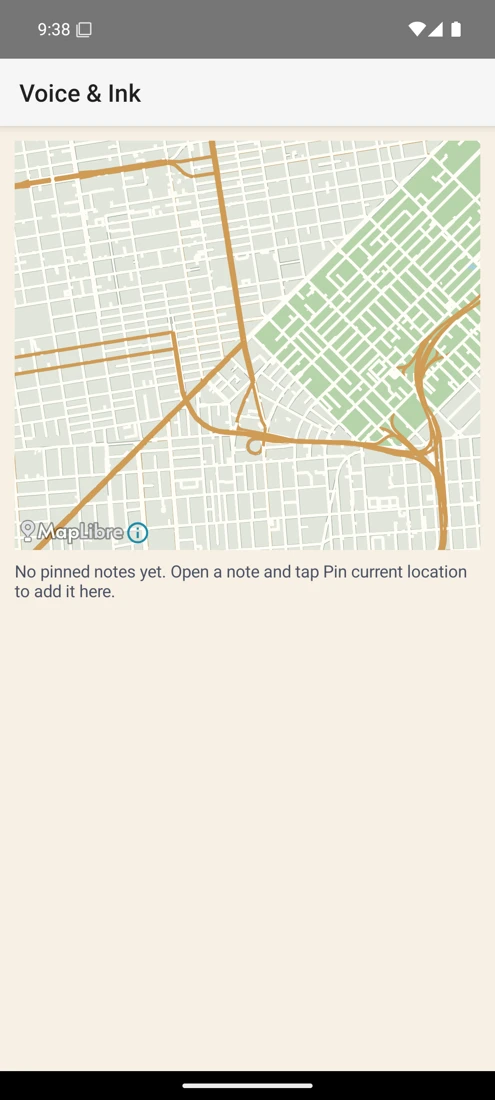 9:38
Voice & Ink
MapLibre
No pinned notes yet. Open a note and tap Pin current location
to add it here.